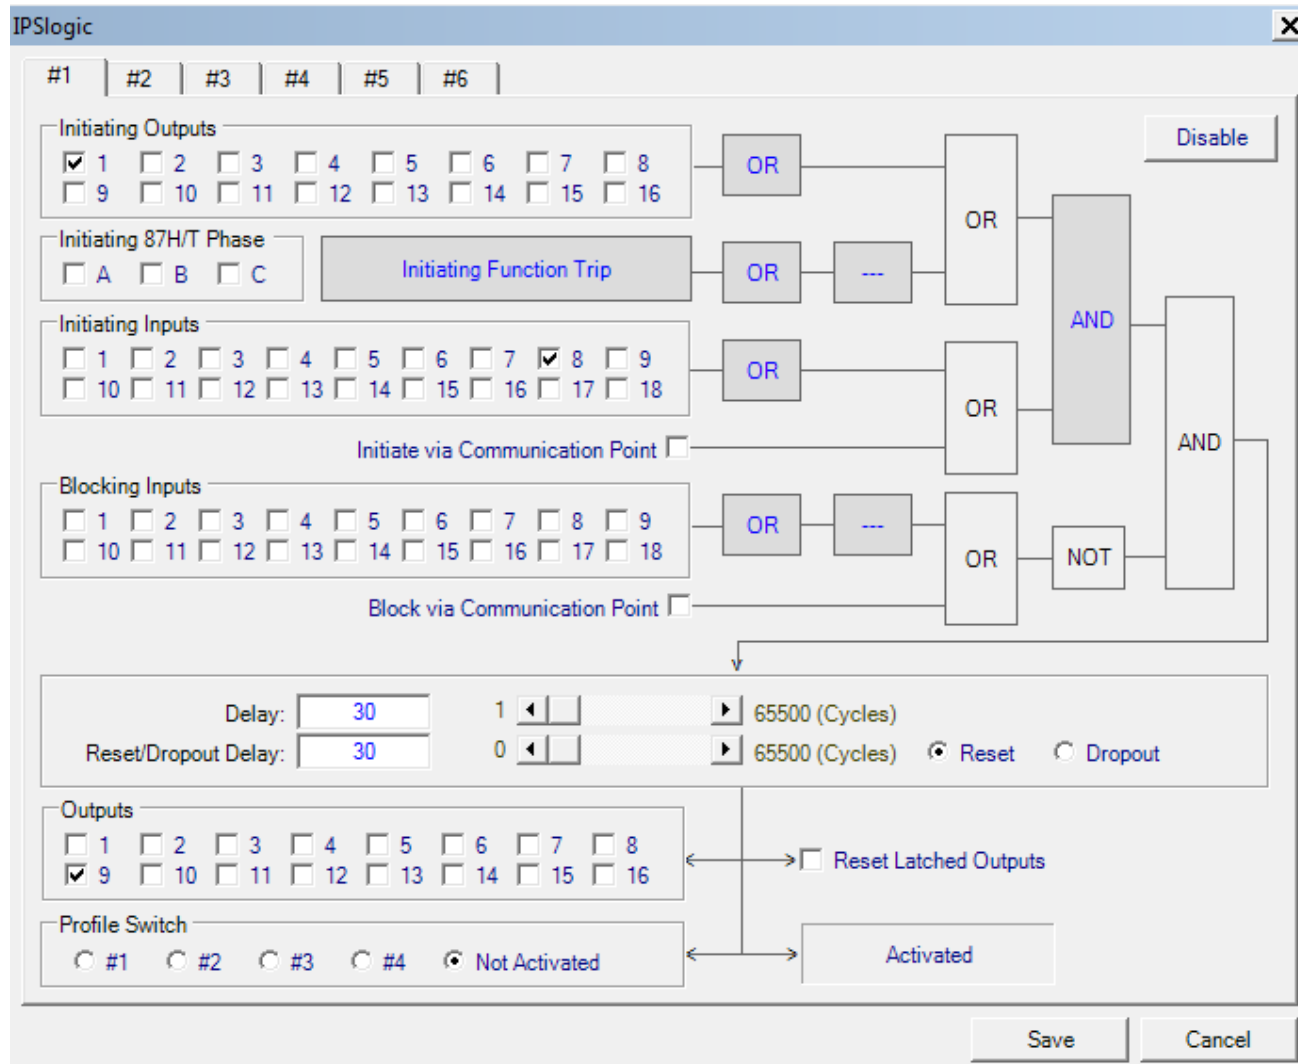 IPSlogic
#1 #2 #3 #4 #5 #6
Disable
Initiating Outputs
1 2 3 4 5 6 7 8
9 10 11 12 13 14 15 16
OR
OR
Initiating 87H/T Phase
A B C
Initiating Function Trip
OR
---
AND
Initiating Inputs
1 2 3 4 5 6 7 8 9
10 11 12 13 14 15 16 17 18
OR
OR
Initiate via Communication Point
AND
Blocking Inputs
1 2 3 4 5 6 7 8 9
10 11 12 13 14 15 16 17 18
OR
---
OR
NOT
Block via Communication Point
Delay: 30 1 65500 (Cycles)
Reset/Dropout Delay: 30 0 65500 (Cycles) Reset Dropout
Outputs
1 2 3 4 5 6 7 8
9 10 11 12 13 14 15 16
Reset Latched Outputs
Profile Switch
#1 #2 #3 #4 Not Activated
Activated
Save Cancel